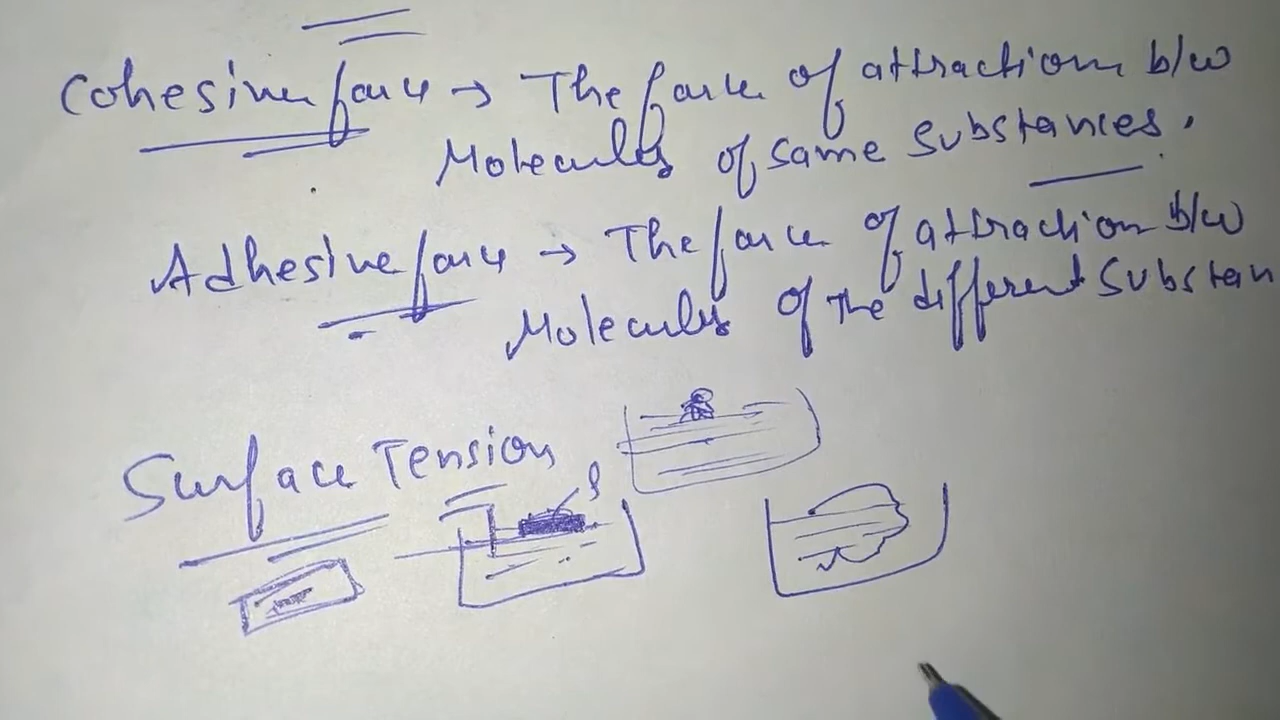 Cohesive force → The force of attraction b/w
Molecules of same substances.
Adhesive force → The force of attraction b/w
Molecules of The different Substan
Surface Tension